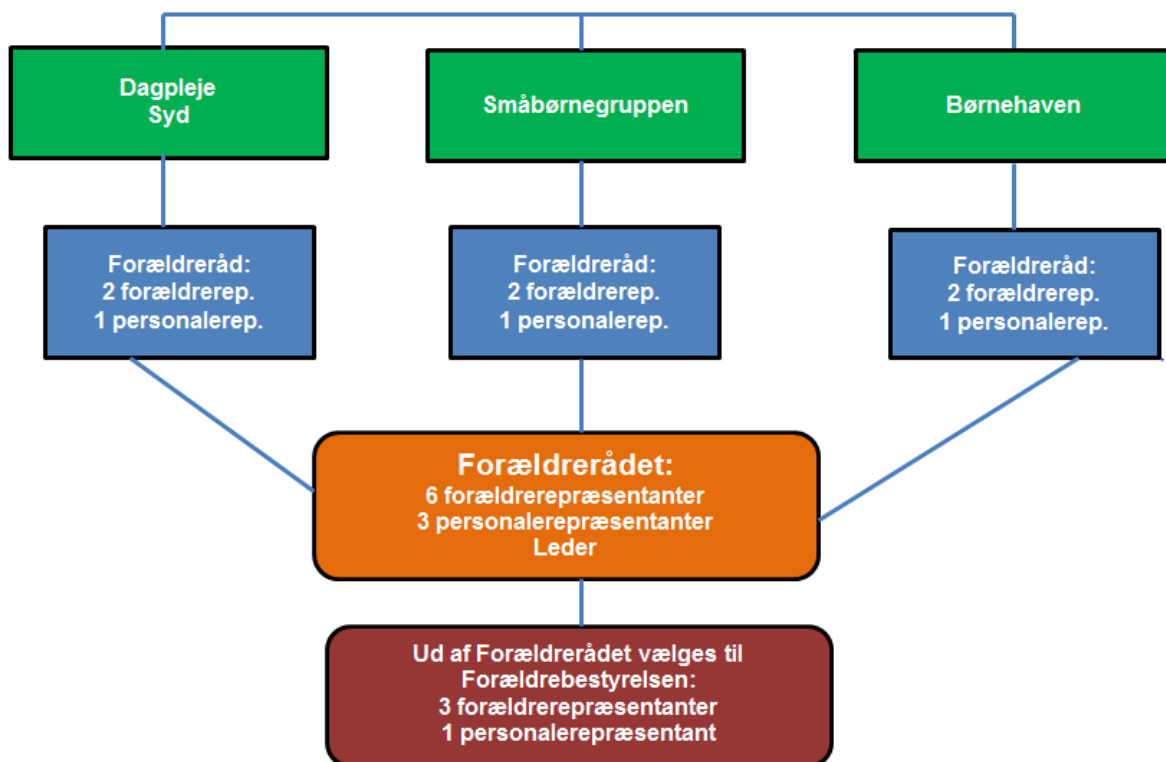 Dagpleje
Syd
Småbørnegruppen
Børnehaven
Forældreråd:
2 forældrerep.
1 personalerep.
Forældreråd:
2 forældrerep.
1 personalerep.
Forældreråd:
2 forældrerep.
1 personalerep.
Forældrerådet:
6 forældrerepræsentanter
3 personalerepræsentanter
Leder
Ud af Forældrerådet vælges til
Forældrebestyrelsen:
3 forældrerepræsentanter
1 personalerepræsentant